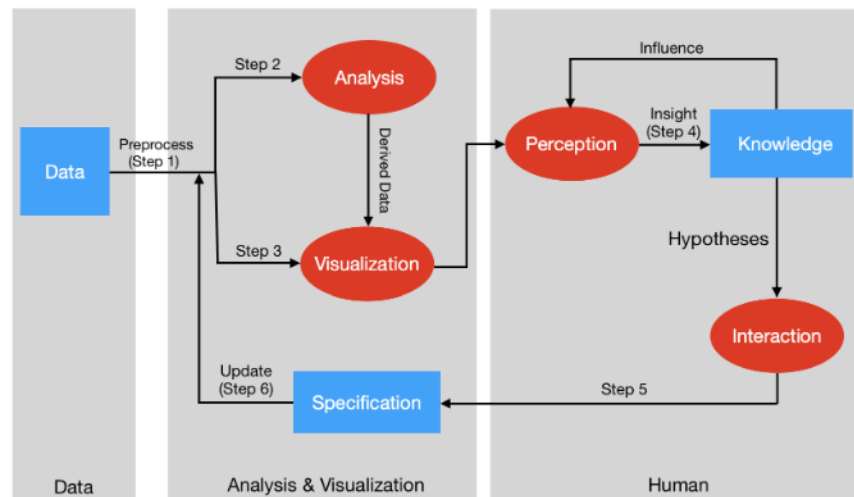 Influence
Step 2
Analysis
Insight
(Step 4)
Preprocess
(Step 1)
Data
Derived Data
Perception
Knowledge
Step 3
Visualization
Hypotheses
Interaction
Update
(Step 6)
Specification
Step 5
Data
Analysis & Visualization
Human